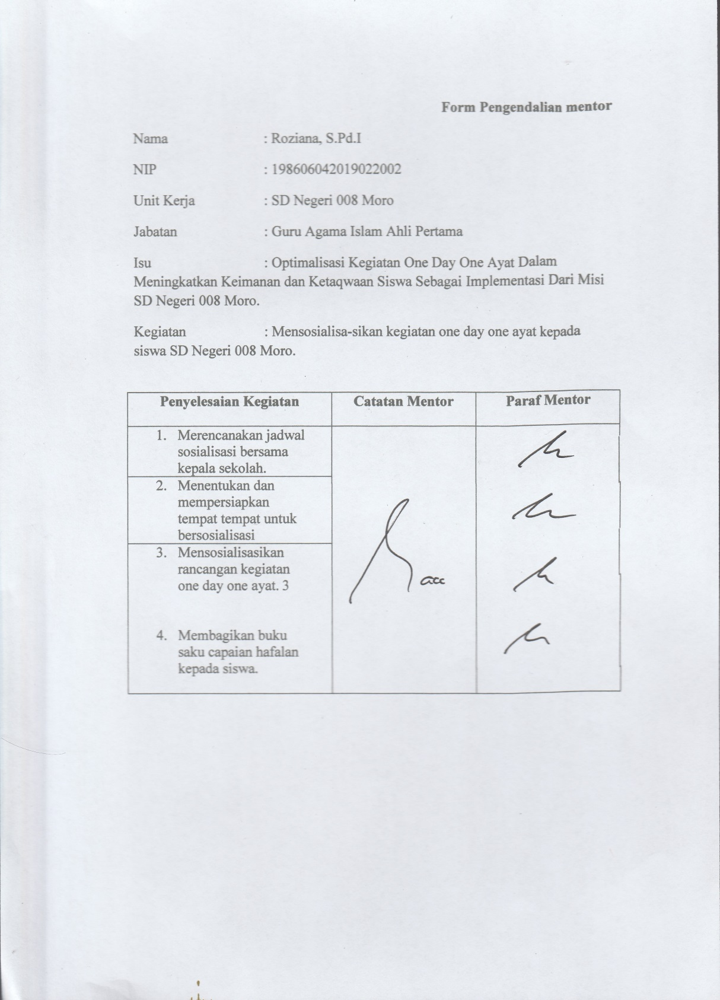 Form Pengendalian mentor
Nama : Roziana, S.Pd.I
NIP : 198606042019022002
Unit Kerja : SD Negeri 008 Moro
Jabatan : Guru Agama Islam Ahli Pertama
Isu : Optimalisasi Kegiatan One Day One Ayat Dalam
Meningkatkan Keimanan dan Ketaqwaan Siswa Sebagai Implementasi Dari Misi
SD Negeri 008 Moro.
Kegiatan : Mensosialisa-sikan kegiatan one day one ayat kepada
siswa SD Negeri 008 Moro.
Penyelesaian Kegiatan Catatan Mentor Paraf Mentor
1. Merencanakan jadwal
sosialisasi bersama
kepala sekolah.
2. Menentukan dan
mempersiapkan
tempat tempat untuk
bersosialisasi
3. Mensosialisasikan
rancangan kegiatan
one day one ayat. 3
acc
4. Membagikan buku
saku capaian hafalan
kepada siswa.